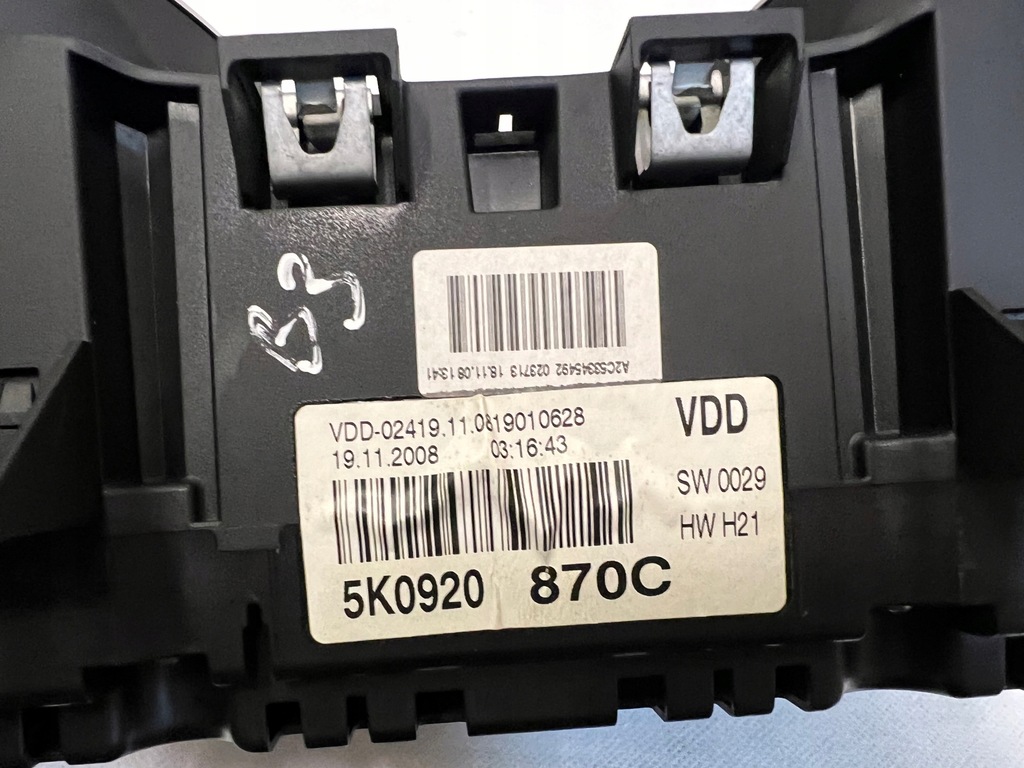 B3
A2C53345492 023713 18.11.08 13:41
VDD-02419.11.0819010628
19.11.2008 03:16:43
VDD
SW 0029
HW H21
5K0920 870C